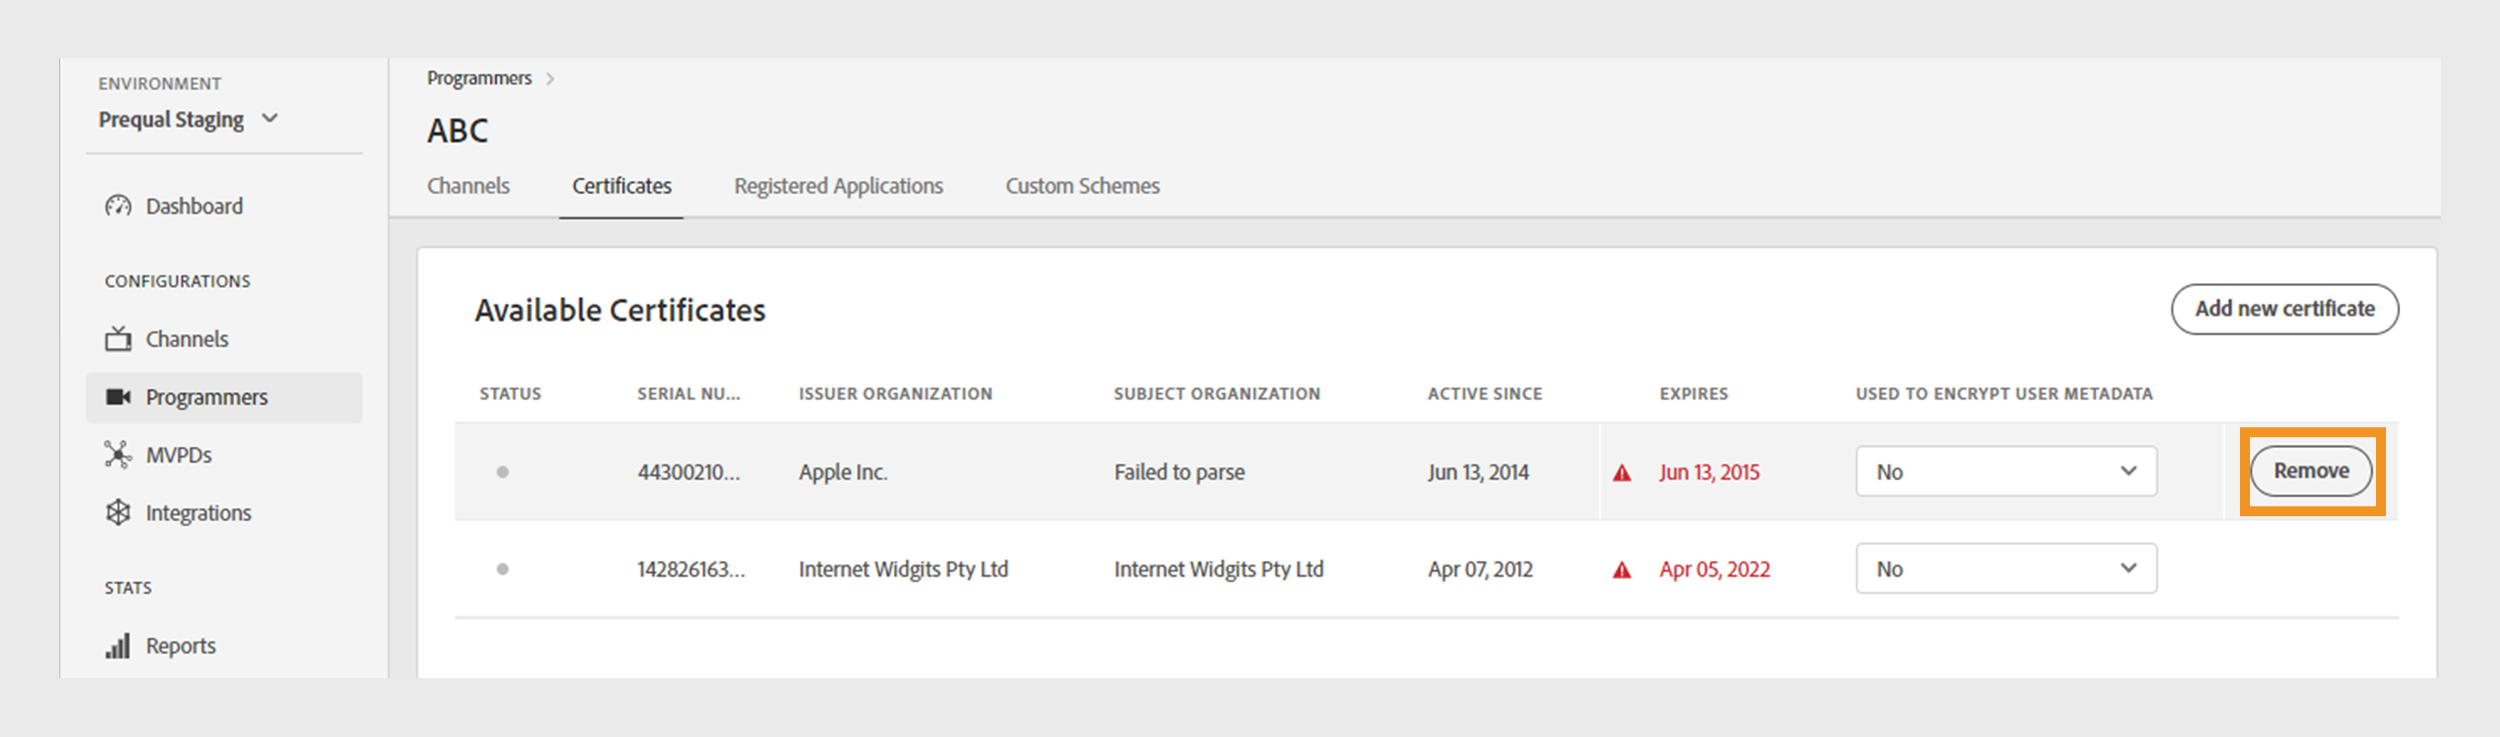 ENVIRONMENT
Prequal Staging
Dashboard
CONFIGURATIONS
Channels
Programmers
MVPDs
Integrations
STATS
Reports
Programmers
ABC
Channels Certificates Registered Applications Custom Schemes
Available Certificates Add new certificate
STATUS SERIAL NU... ISSUER ORGANIZATION SUBJECT ORGANIZATION ACTIVE SINCE EXPIRES USED TO ENCRYPT USER METADATA
44300210... Apple Inc. Failed to parse Jun 13, 2014 Jun 13, 2015 No Remove
142826163... Internet Widgits Pty Ltd Internet Widgits Pty Ltd Apr 07, 2012 Apr 05, 2022 No